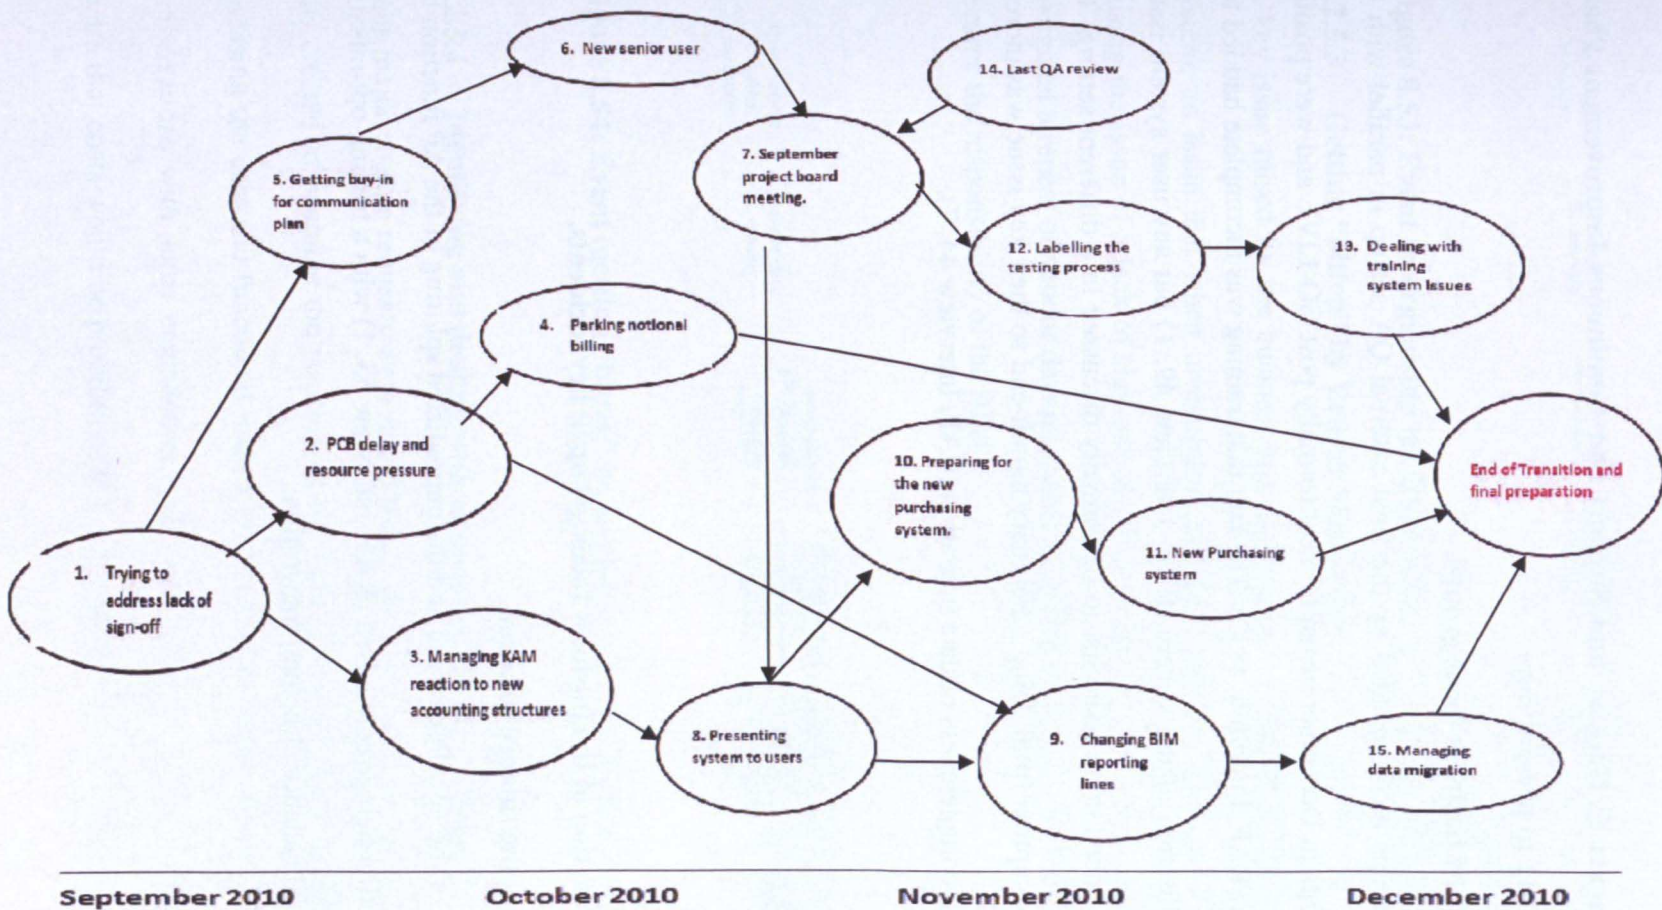 6. New senior user
14. Last QA review
7. September
project board
meeting.
5. Getting buy-in
for communication
plan
12. Labelling the
testing process
13. Dealing with
training
system issues
4. Parking notional
billing
2. PCB delay and
resource pressure
10. Preparing for
the new
purchasing
system.
End of Transition and
final preparation
11. New Purchasing
system
1. Trying to
address lack of
sign-off
3. Managing KAM
reaction to new
accounting structures
8. Presenting
system to users
9. Changing BIM
reporting
lines
15. Managing
data migration
September 2010
October 2010
November 2010
December 2010